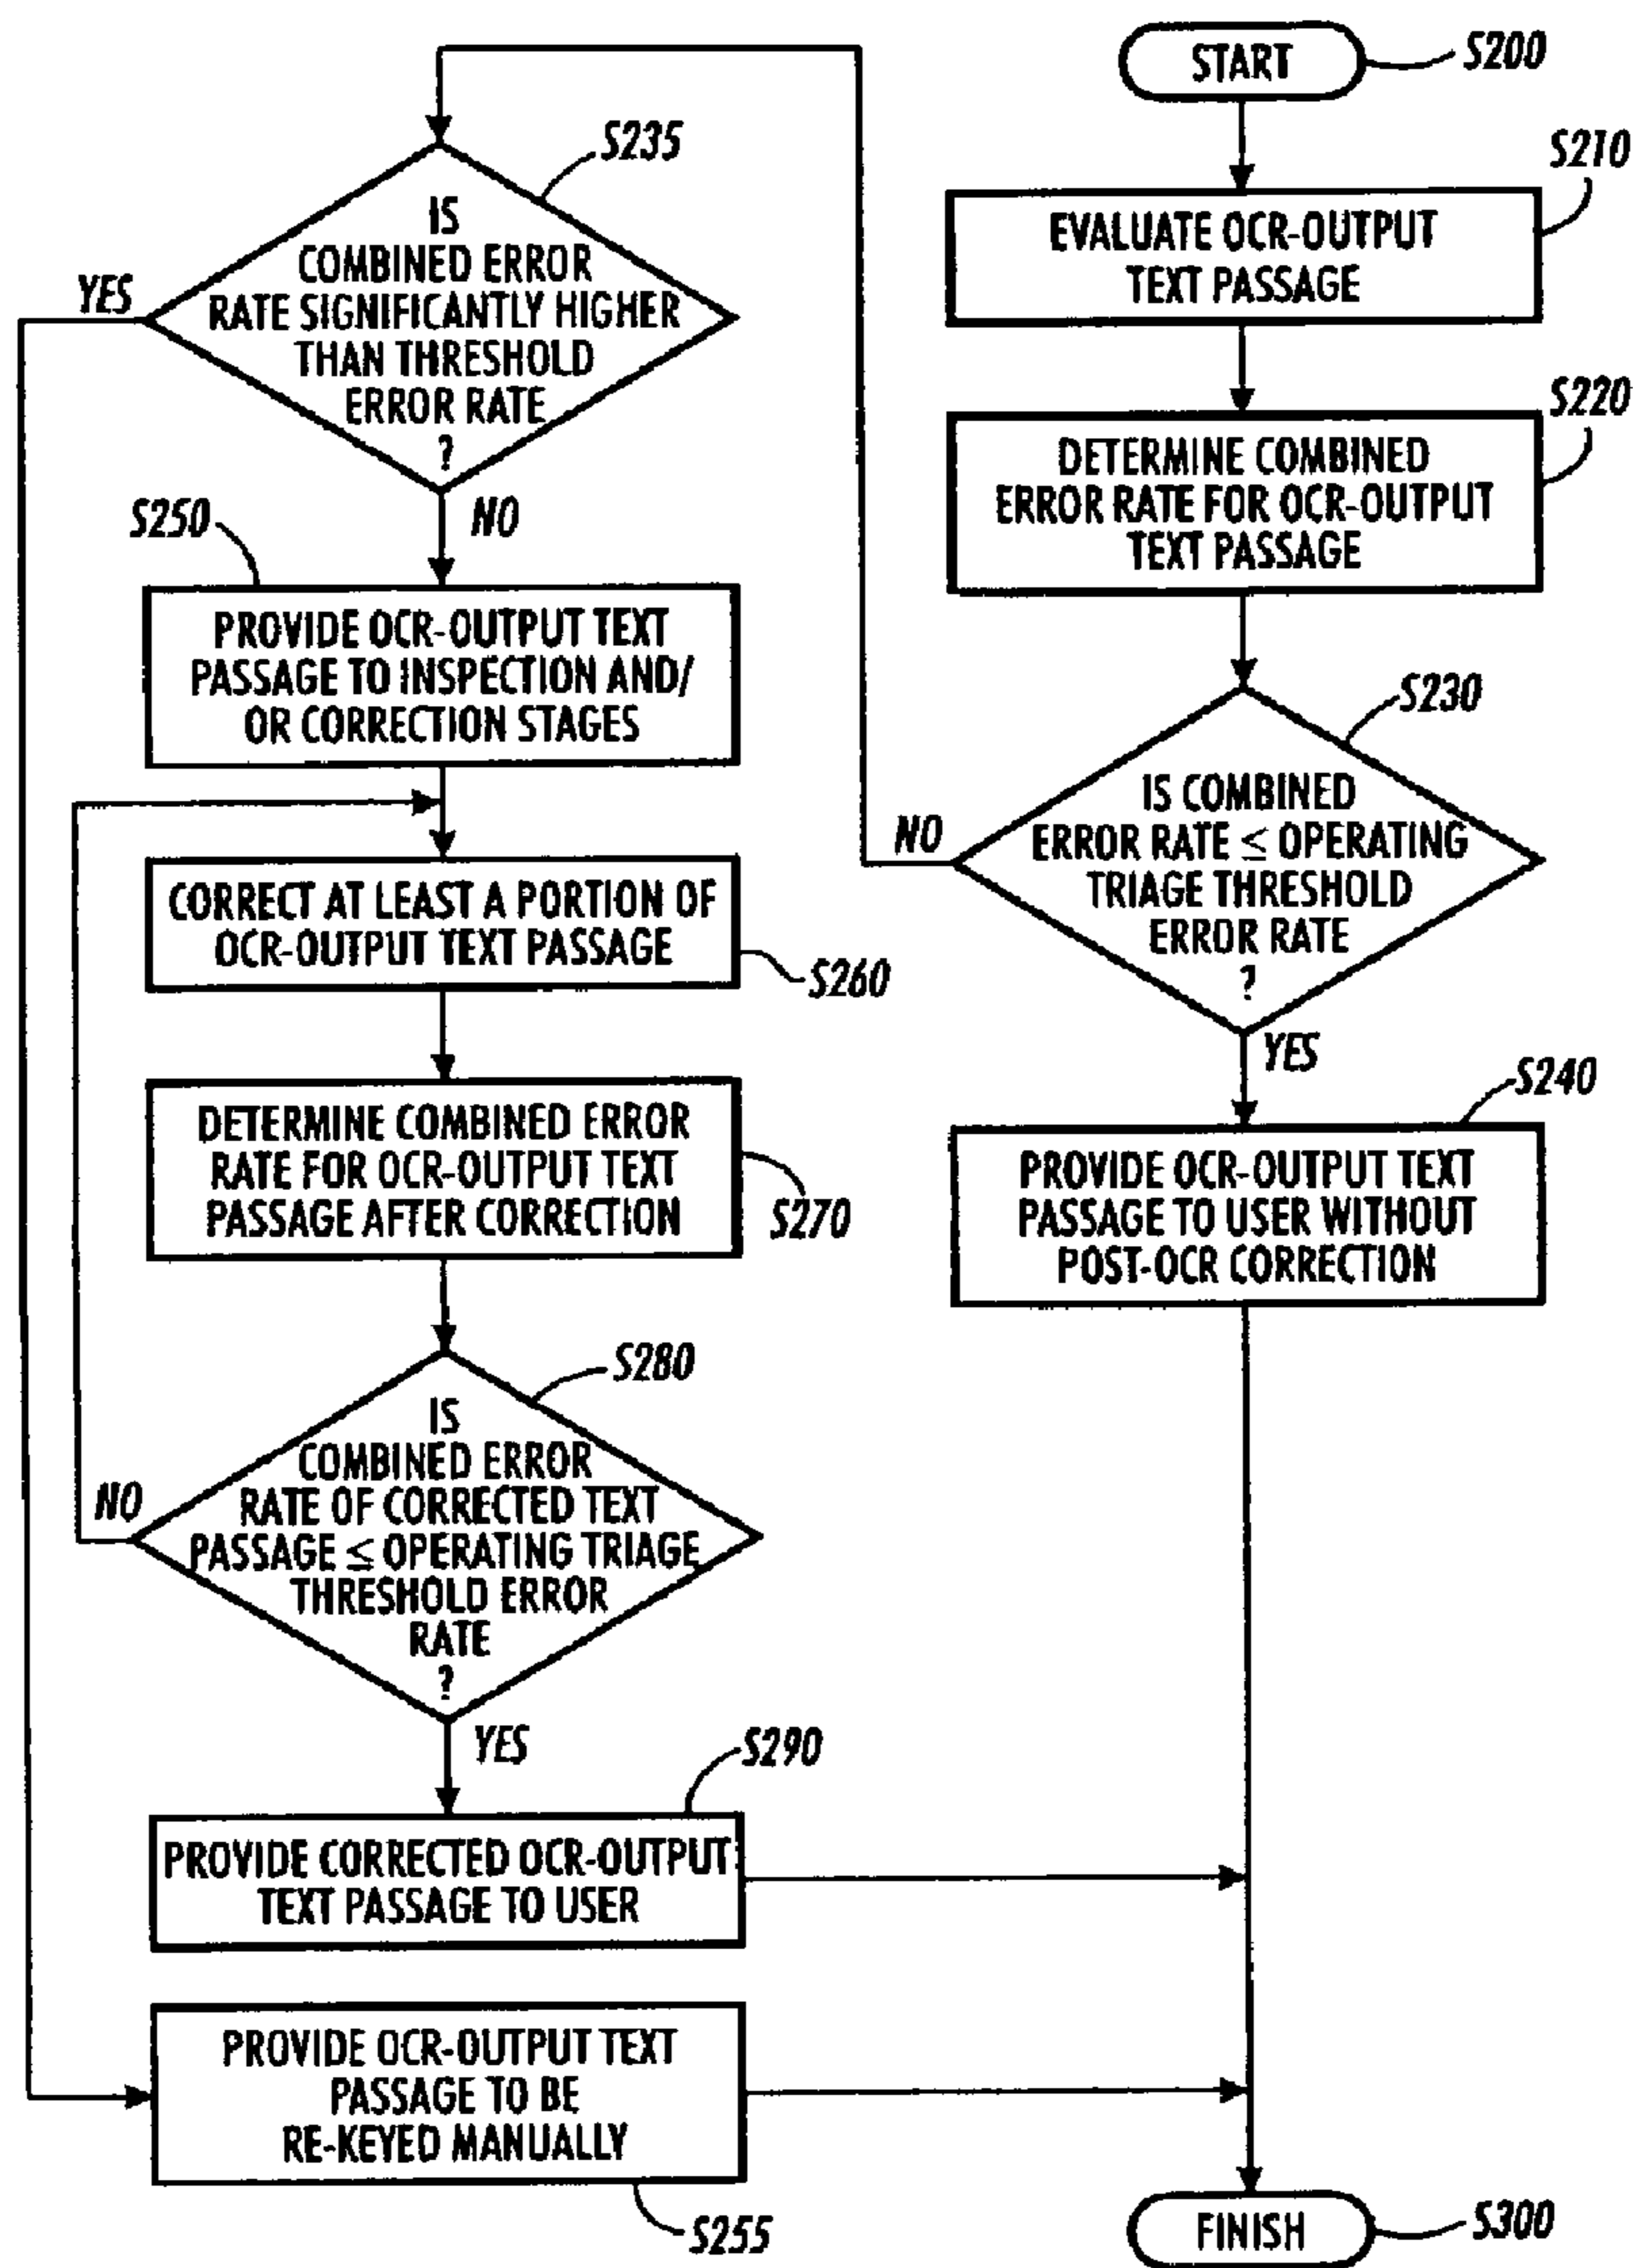 START
S200
S210
EVALUATE OCR-OUTPUT
TEXT PASSAGE
S220
DETERMINE COMBINED
ERROR RATE FOR OCR-OUTPUT
TEXT PASSAGE
S230
IS COMBINED
ERROR RATE ≤ OPERATING
TRIAGE THRESHOLD
ERROR RATE
?
NO
YES
S240
PROVIDE OCR-OUTPUT TEXT
PASSAGE TO USER WITHOUT
POST-OCR CORRECTION
S235
IS
COMBINED ERROR
RATE SIGNIFICANTLY HIGHER
THAN THRESHOLD
ERROR RATE
?
YES
NO
S250
PROVIDE OCR-OUTPUT TEXT
PASSAGE TO INSPECTION AND/
OR CORRECTION STAGES
CORRECT AT LEAST A PORTION OF
OCR-OUTPUT TEXT PASSAGE
S260
DETERMINE COMBINED ERROR
RATE FOR OCR-OUTPUT TEXT
PASSAGE AFTER CORRECTION
S270
S280
IS
COMBINED ERROR
RATE OF CORRECTED TEXT
PASSAGE ≤ OPERATING TRIAGE
THRESHOLD ERROR
RATE
?
NO
YES
S290
PROVIDE CORRECTED OCR-OUTPUT
TEXT PASSAGE TO USER
PROVIDE OCR-OUTPUT TEXT
PASSAGE TO BE
RE-KEYED MANUALLY
S255
FINISH
S300